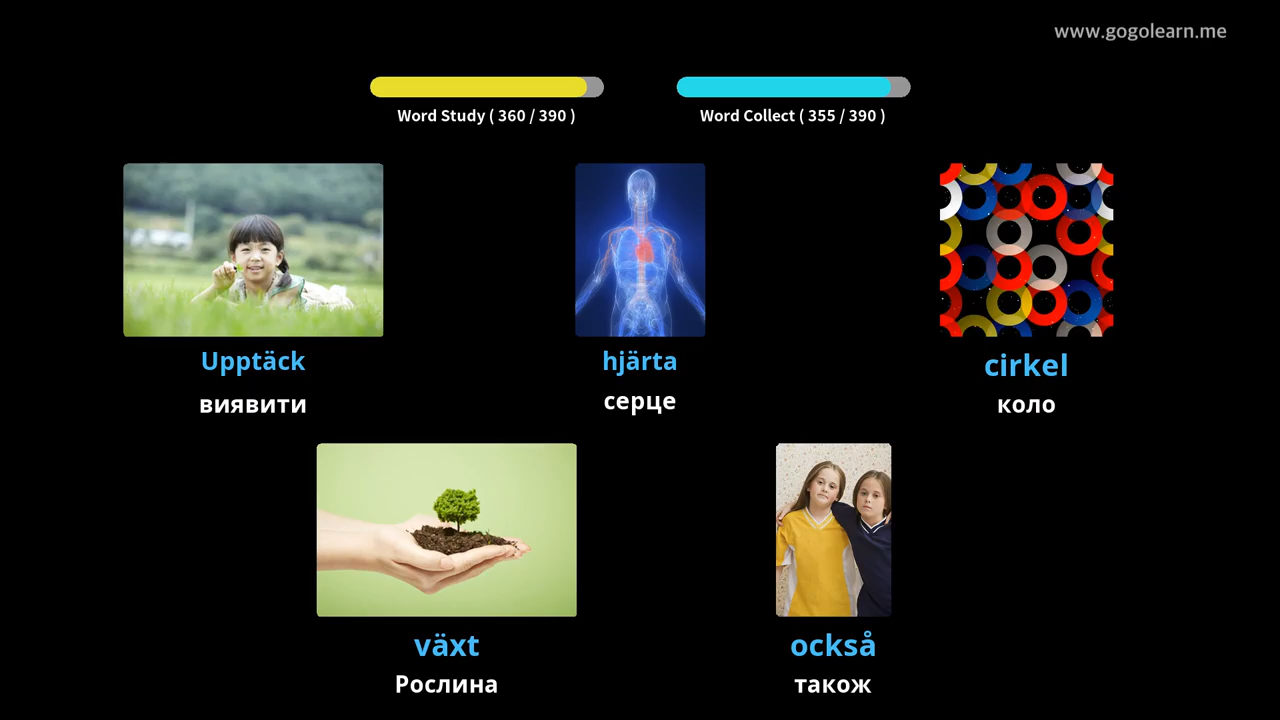 www.gogolearn.me
Word Study ( 360 / 390 )
Word Collect ( 355 / 390 )
Upptäck
виявити
hjärta
серце
cirkel
коло
växt
Рослина
också
також